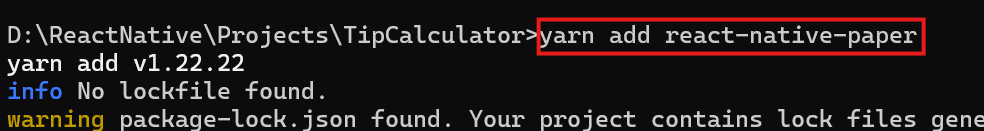 D:\ReactNative\Projects\TipCalculator>yarn add react-native-paper
yarn add v1.22.22
info No lockfile found.
warning package-lock.json found. Your project contains lock files gene